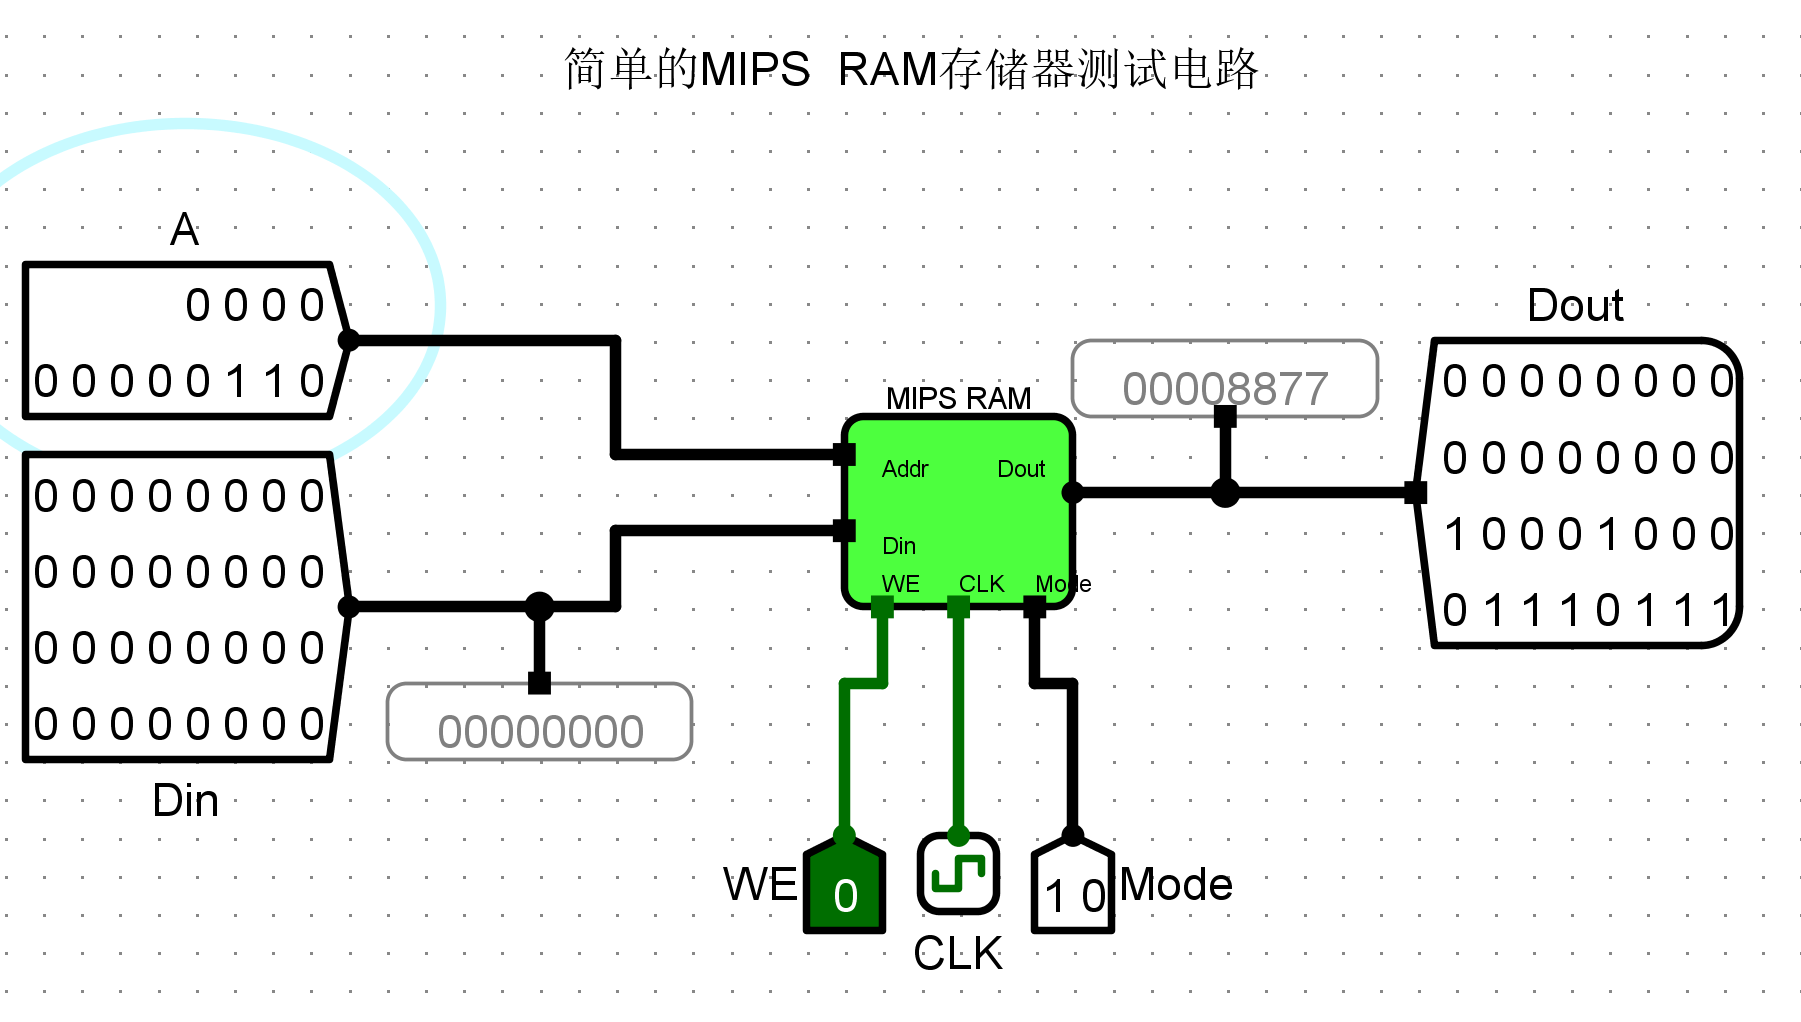 简单的MIPS RAM存储器测试电路
A
0 0 0 0
0 0 0 0 0 1 1 0
0 0 0 0 0 0 0 0
0 0 0 0 0 0 0 0
0 0 0 0 0 0 0 0
0 0 0 0 0 0 0 0
Din
00000000
MIPS RAM
Addr
Dout
Din
WE
CLK
Mode
00008877
Dout
0 0 0 0 0 0 0 0
0 0 0 0 0 0 0 0
1 0 0 0 1 0 0 0
0 1 1 1 0 1 1 1
WE
0
CLK
1 0
Mode